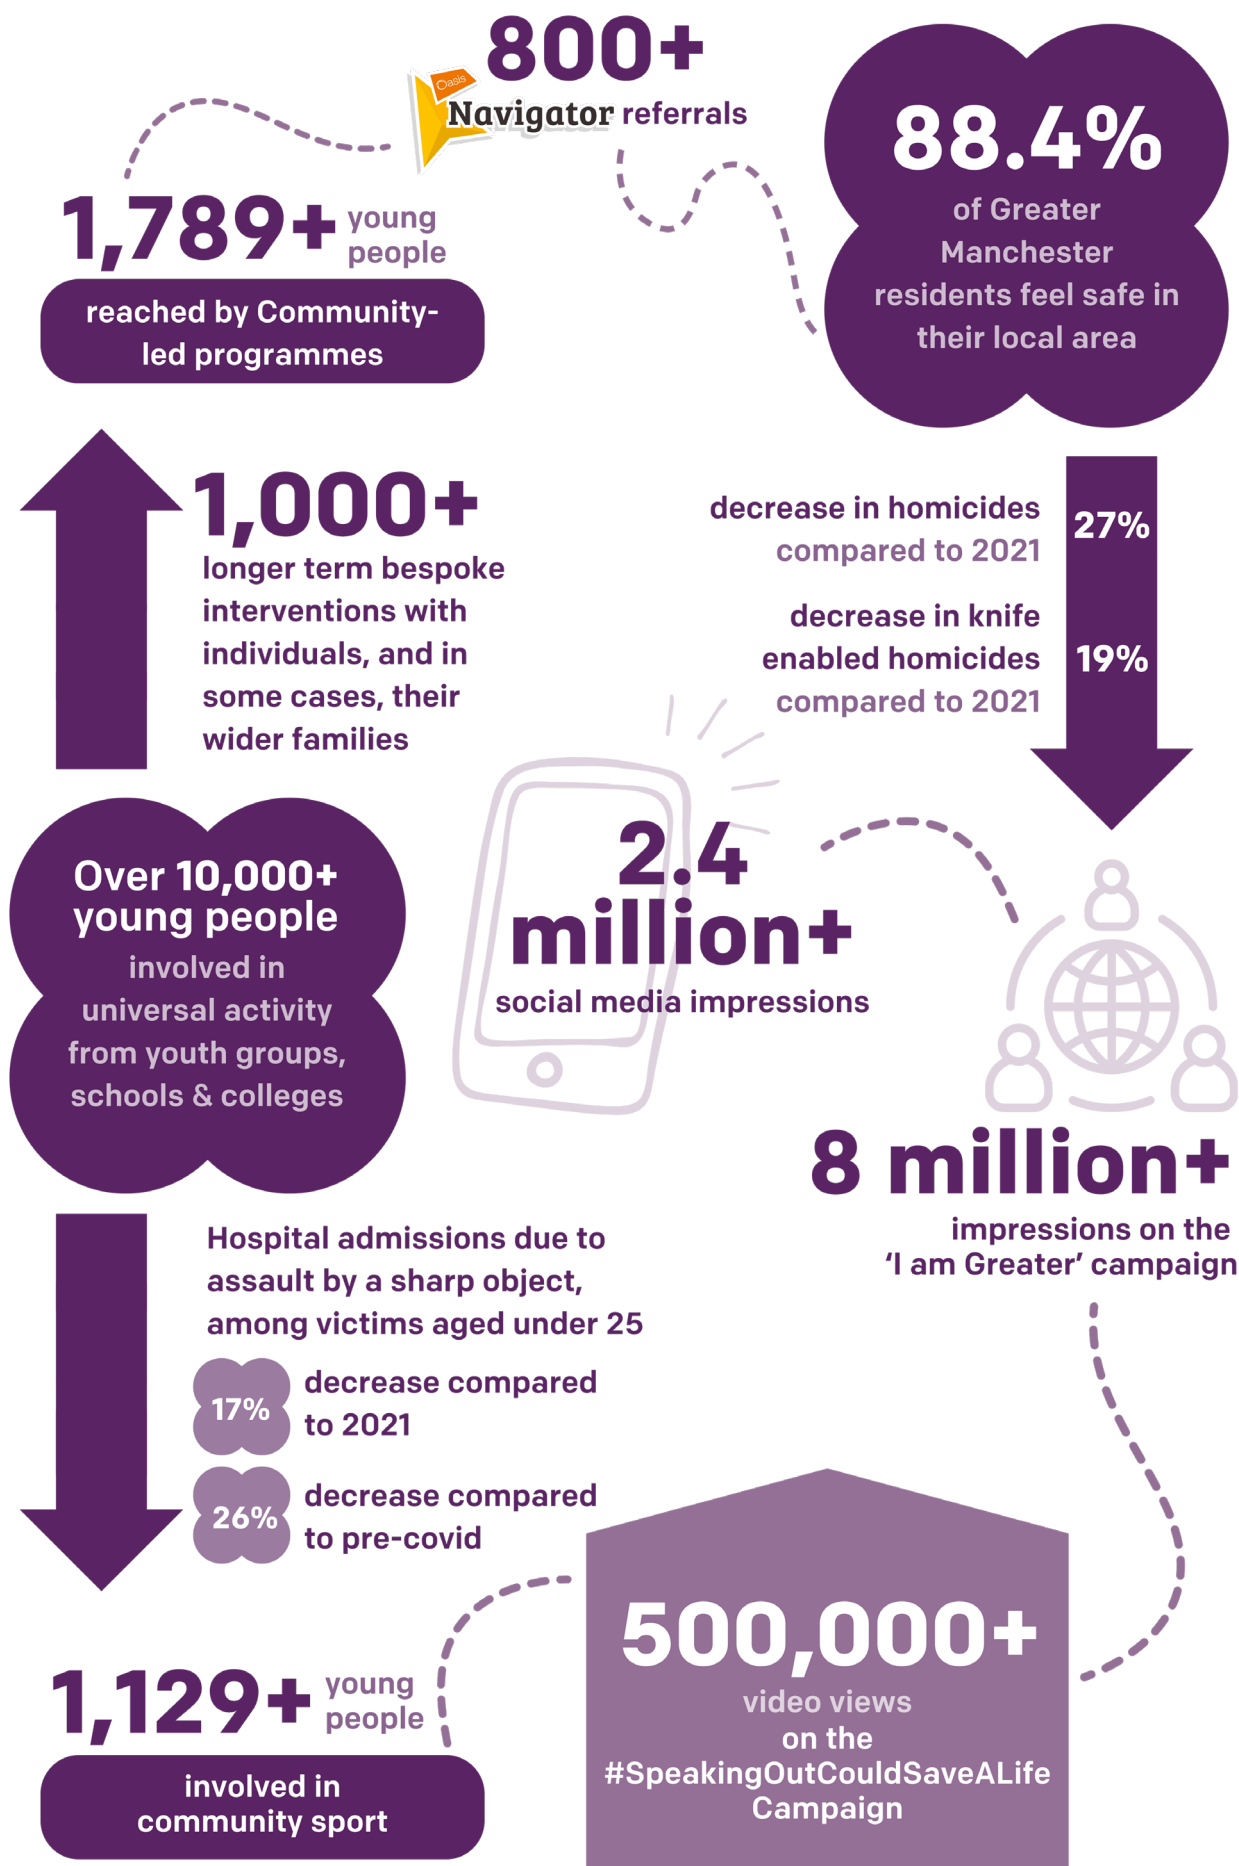 800+
Oasis
Navigator referrals
1,789+ young
people
reached by Community-
led programmes
88.4%
of Greater
Manchester
residents feel safe in
their local area
1,000+
longer term bespoke
interventions with
individuals, and in
some cases, their
wider families
decrease in homicides
compared to 2021
27%
decrease in knife
enabled homicides
compared to 2021
19%
Over 10,000+
young people
involved in
universal activity
from youth groups,
schools & colleges
2.4
million+
social media impressions
8 million+
impressions on the
‘I am Greater’ campaign
Hospital admissions due to
assault by a sharp object,
among victims aged under 25
17%
decrease compared
to 2021
26%
decrease compared
to pre-covid
1,129+ young
people
involved in
community sport
500,000+
video views
on the
#SpeakingOutCouldSaveALife
Campaign